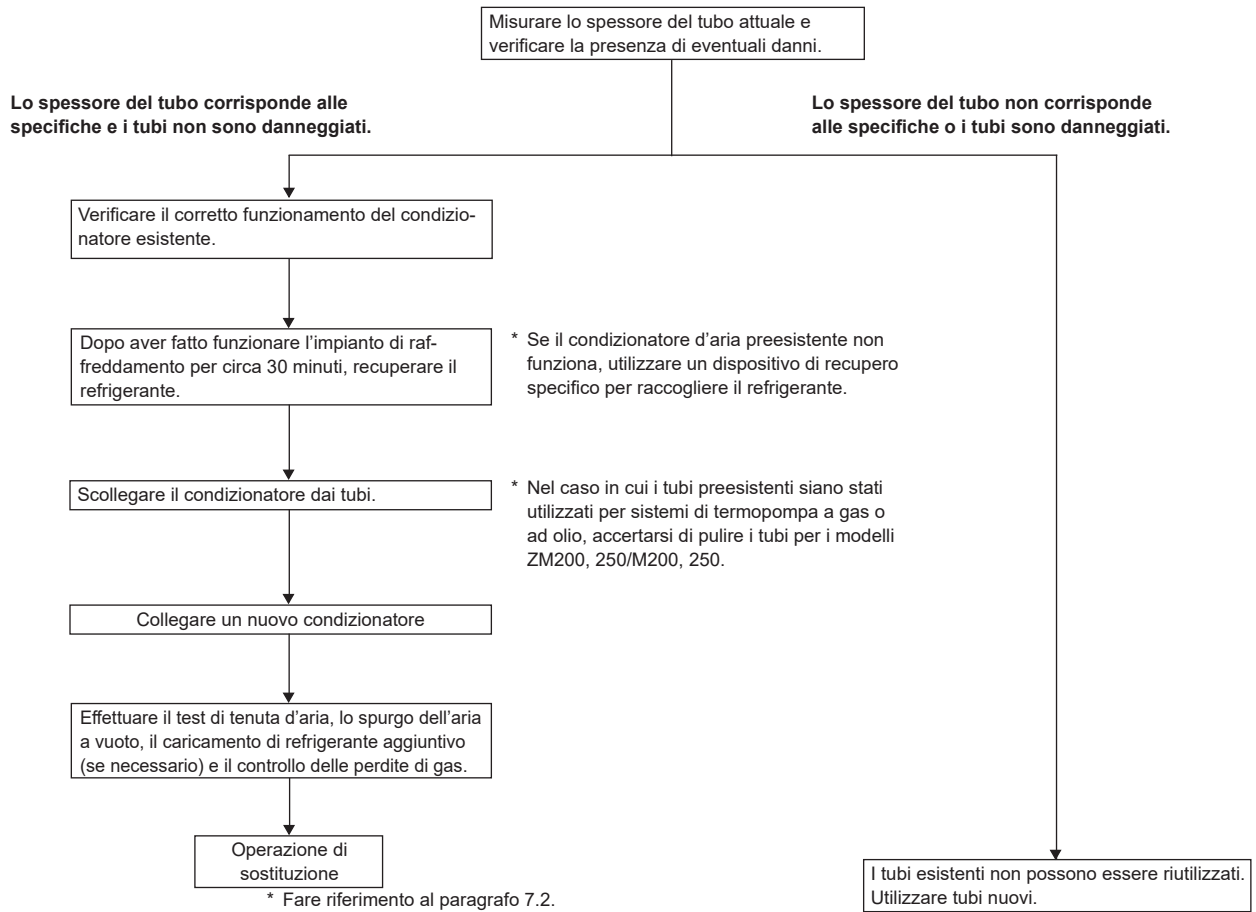 Misurare lo spessore del tubo attuale e
verificare la presenza di eventuali danni.
Lo spessore del tubo corrisponde alle
specifiche e i tubi non sono danneggiati.
Lo spessore del tubo non corrisponde
alle specifiche o i tubi sono danneggiati.
Verificare il corretto funzionamento del condizio-
natore esistente.
Dopo aver fatto funzionare l'impianto di raf-
freddamento per circa 30 minuti, recuperare il
refrigerante.
* Se il condizionatore d'aria preesistente non
funziona, utilizzare un dispositivo di recupero
specifico per raccogliere il refrigerante.
Scollegare il condizionatore dai tubi.
* Nel caso in cui i tubi preesistenti siano stati
utilizzati per sistemi di termopompa a gas o
ad olio, accertarsi di pulire i tubi per i modelli
ZM200, 250/M200, 250.
Collegare un nuovo condizionatore
Effettuare il test di tenuta d'aria, lo spurgo dell'aria
a vuoto, il caricamento di refrigerante aggiuntivo
(se necessario) e il controllo delle perdite di gas.
Operazione di
sostituzione
* Fare riferimento al paragrafo 7.2.
I tubi esistenti non possono essere riutilizzati.
Utilizzare tubi nuovi.